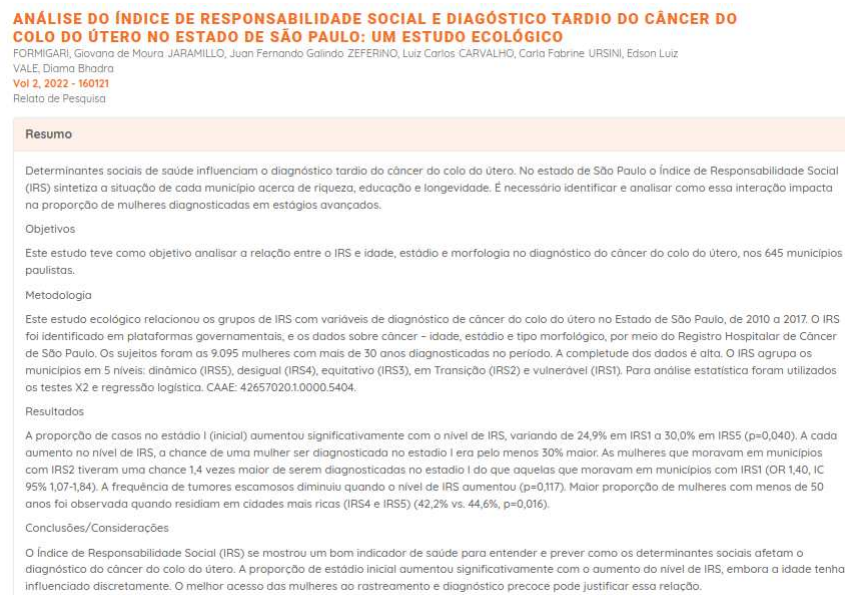 ANÁLISE DO ÍNDICE DE RESPONSABILIDADE SOCIAL E DIAGÓSTICO TARDIO DO CÂNCER DO
COLO DO ÚTERO NO ESTADO DE SÃO PAULO: UM ESTUDO ECOLÓGICO
FORMIGARI, Giovana de Moura JARAMILLO, Juan Fernando Galindo ZEFERINO, Luiz Carlos CARVALHO, Carla Fabrine URSINI, Edson Luiz
VALE, Diama Bhadra
Vol 2, 2022 - 160121
Relato de Pesquisa
Resumo
Determinantes sociais de saúde influenciam o diagnóstico tardio do câncer do colo do útero. No estado de São Paulo o Índice de Responsabilidade Social
(IRS) sintetiza a situação de cada município acerca de riqueza, educação e longevidade. É necessário identificar e analisar como essa interação impacta
na proporção de mulheres diagnosticadas em estágios avançados.
Objetivos
Este estudo teve como objetivo analisar a relação entre o IRS e idade, estádio e morfologia no diagnóstico do câncer do colo do útero, nos 645 municípios
paulistas.
Metodologia
Este estudo ecológico relacionou os grupos de IRS com variáveis de diagnóstico de câncer do colo do útero no Estado de São Paulo, de 2010 a 2017. O IRS
foi identificado em plataformas governamentais, e os dados sobre câncer – idade, estádio e tipo morfológico, por meio do Registro Hospitalar de Câncer
de São Paulo. Os sujeitos foram as 9.095 mulheres com mais de 30 anos diagnosticadas no período. A completude dos dados é alta. O IRS agrupa os
municípios em 5 níveis: dinâmico (IRS5), desigual (IRS4), equitativo (IRS3), em Transição (IRS2) e vulnerável (IRS1). Para análise estatística foram utilizados
os testes X2 e regressão logística. CAAE: 42657020.1.0000.5404.
Resultados
A proporção de casos no estádio I (inicial) aumentou significativamente com o nível de IRS, variando de 24,9% em IRS1 a 30,0% em IRS5 (p=0,040). A cada
aumento no nível de IRS, a chance de uma mulher ser diagnosticada no estadio I era pelo menos 30% maior. As mulheres que moravam em municípios
com IRS2 tiveram uma chance 1,4 vezes maior de serem diagnosticadas no estadio I do que aquelas que moravam em municípios com IRS1 (OR 1,40, IC
95% 1,07-1,84). A frequência de tumores escamosos diminuiu quando o nível de IRS aumentou (p=0,117). Maior proporção de mulheres com menos de 50
anos foi observada quando residiam em cidades mais ricas (IRS4 e IRS5) (42,2% vs. 44,6%, p=0,016).
Conclusões/Considerações
O Índice de Responsabilidade Social (IRS) se mostrou um bom indicador de saúde para entender e prever como os determinantes sociais afetam o
diagnóstico do câncer do colo do útero. A proporção de estádio inicial aumentou significativamente com o aumento do nível de IRS, embora a idade tenha
influenciado discretamente. O melhor acesso das mulheres ao rastreamento e diagnóstico precoce pode justificar essa relação.